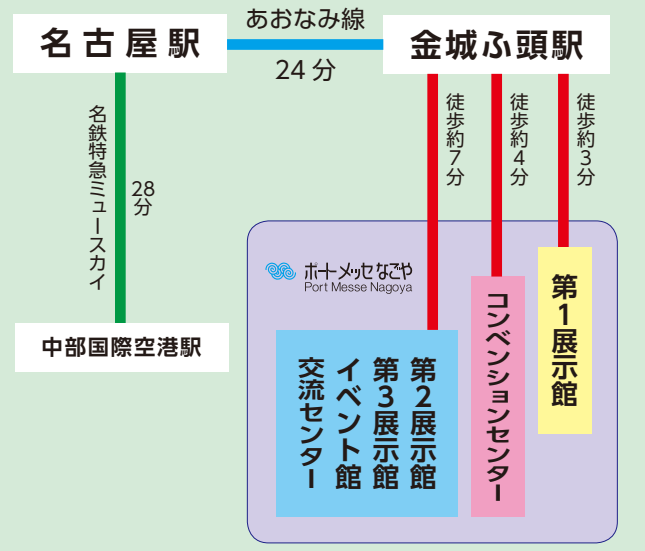 名古屋駅
あおなみ線
24分
金城ふ頭駅
名鉄特急ミュースカイ
28分
中部国際空港駅
徒歩約7分
徒歩約4分
徒歩約3分
ポートメッセなごや
Port Messe Nagoya
第2展示館
第3展示館
イベント館
交流センター
コンベンションセンター
第1展示館